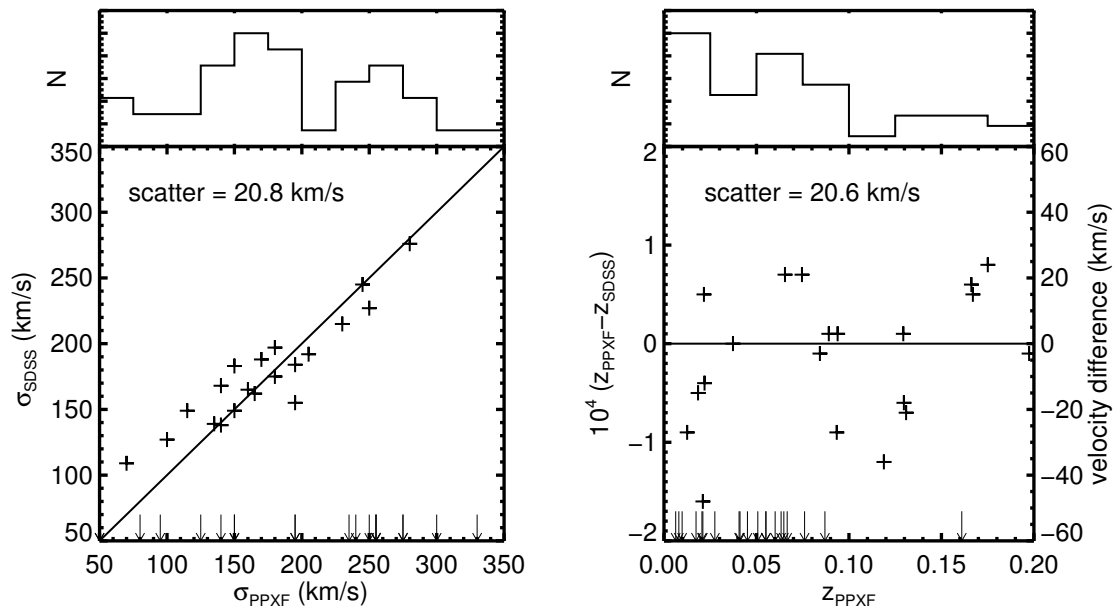 N
350
300
250
200
150
100
50
σSDSS (km/s)
scatter = 20.8 km/s
50 100 150 200 250 300 350
σPPXF (km/s)
N
2
1
0
−1
−2
10^4 (zPPXF−zSDSS)
scatter = 20.6 km/s
60
40
20
0
−20
−40
−60
velocity difference (km/s)
0.00 0.05 0.10 0.15 0.20
zPPXF